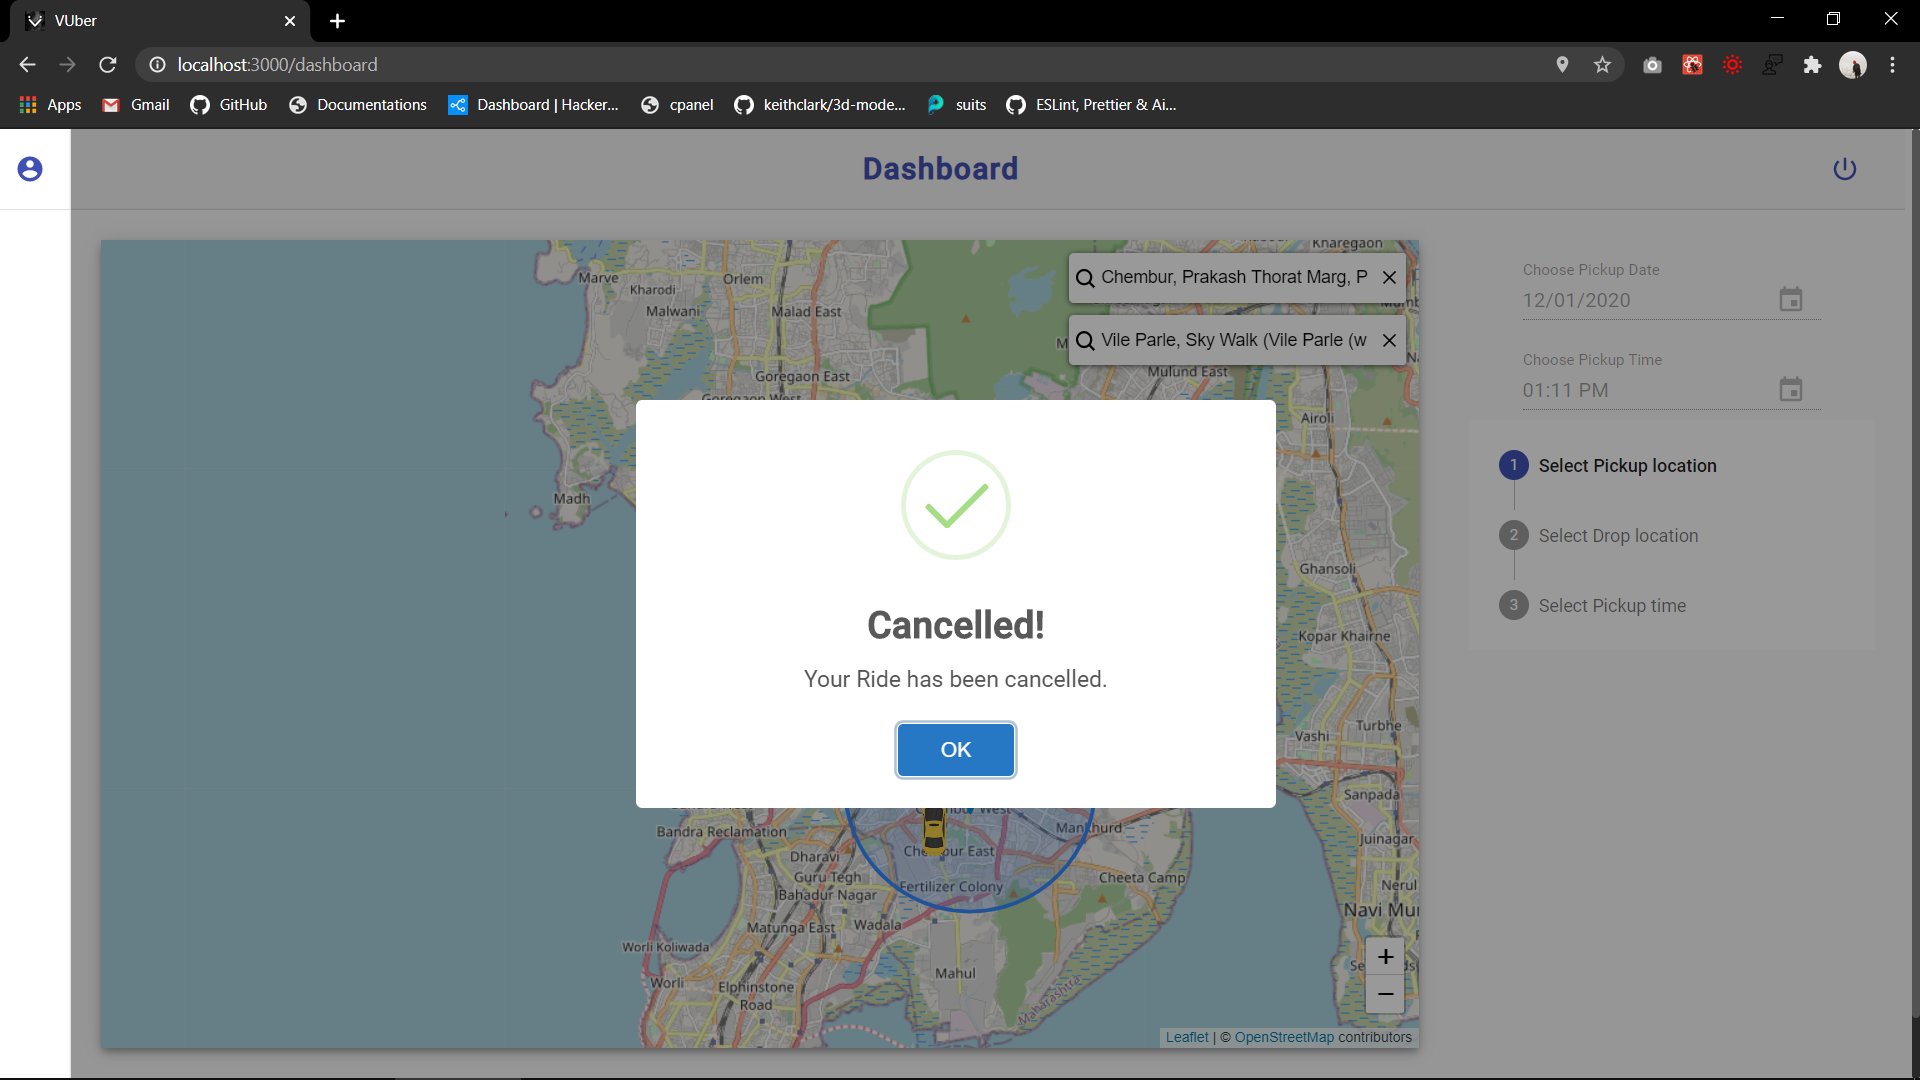 VUber
localhost:3000/dashboard
Apps
Gmail
GitHub
Documentations
Dashboard | Hacker...
cpanel
keithclark/3d-mode...
suits
ESLint, Prettier & Ai...
Dashboard
Chembur, Prakash Thorat Marg, P
Vile Parle, Sky Walk (Vile Parle (w
Choose Pickup Date
12/01/2020
Choose Pickup Time
01:11 PM
1 Select Pickup location
2 Select Drop location
3 Select Pickup time
Cancelled!
Your Ride has been cancelled.
OK
Kharegaon
Marve
Orlem
Kharodi
Malwani
Malad East
Goregaon East
Goregaon West
Mulund East
Airoli
Madh
Ghansoli
Kopar Khairne
Turbhe
Vashi
Sanpada
Bandra Reclamation
Mankhurd
Juinagar
Dharavi
Guru Tegh
Bahadur Nagar
Fertilizer Colony
Cheeta Camp
Nerul
Navi Mu
Matunga East
Wadala
Worli Koliwada
Worli
Elphinstone
Road
Mahul
Maharashtra
+
−
Leaflet | © OpenStreetMap contributors